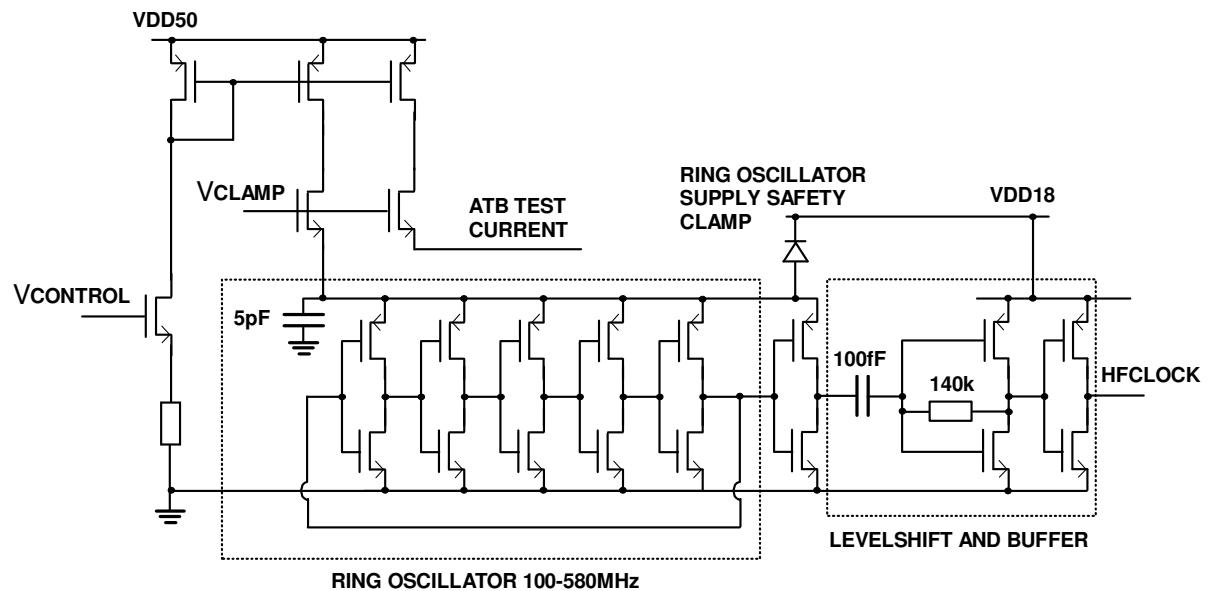 VDD50
VCLAMP
ATB TEST
CURRENT
RING OSCILLATOR
SUPPLY SAFETY
CLAMP
VDD18
VCONTROL
5pF
100fF
140k
HFCLOCK
LEVELSHIFT AND BUFFER
RING OSCILLATOR 100-580MHz